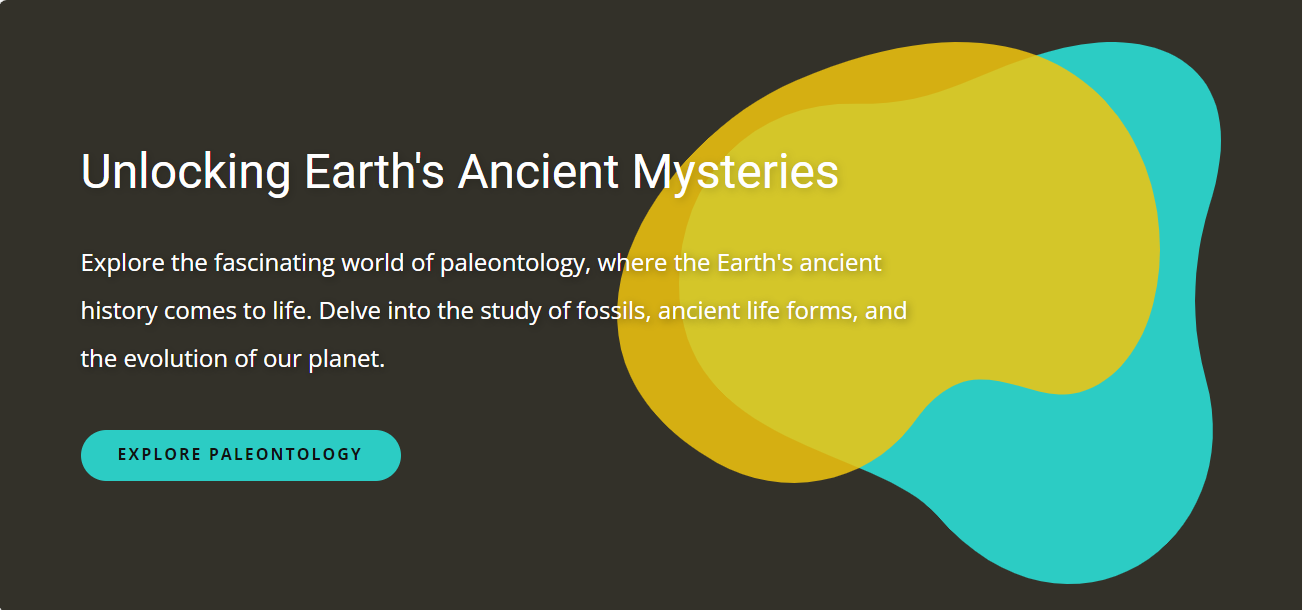 Unlocking Earth's Ancient Mysteries
Explore the fascinating world of paleontology, where the Earth's ancient
history comes to life. Delve into the study of fossils, ancient life forms, and
the evolution of our planet.
EXPLORE PALEONTOLOGY